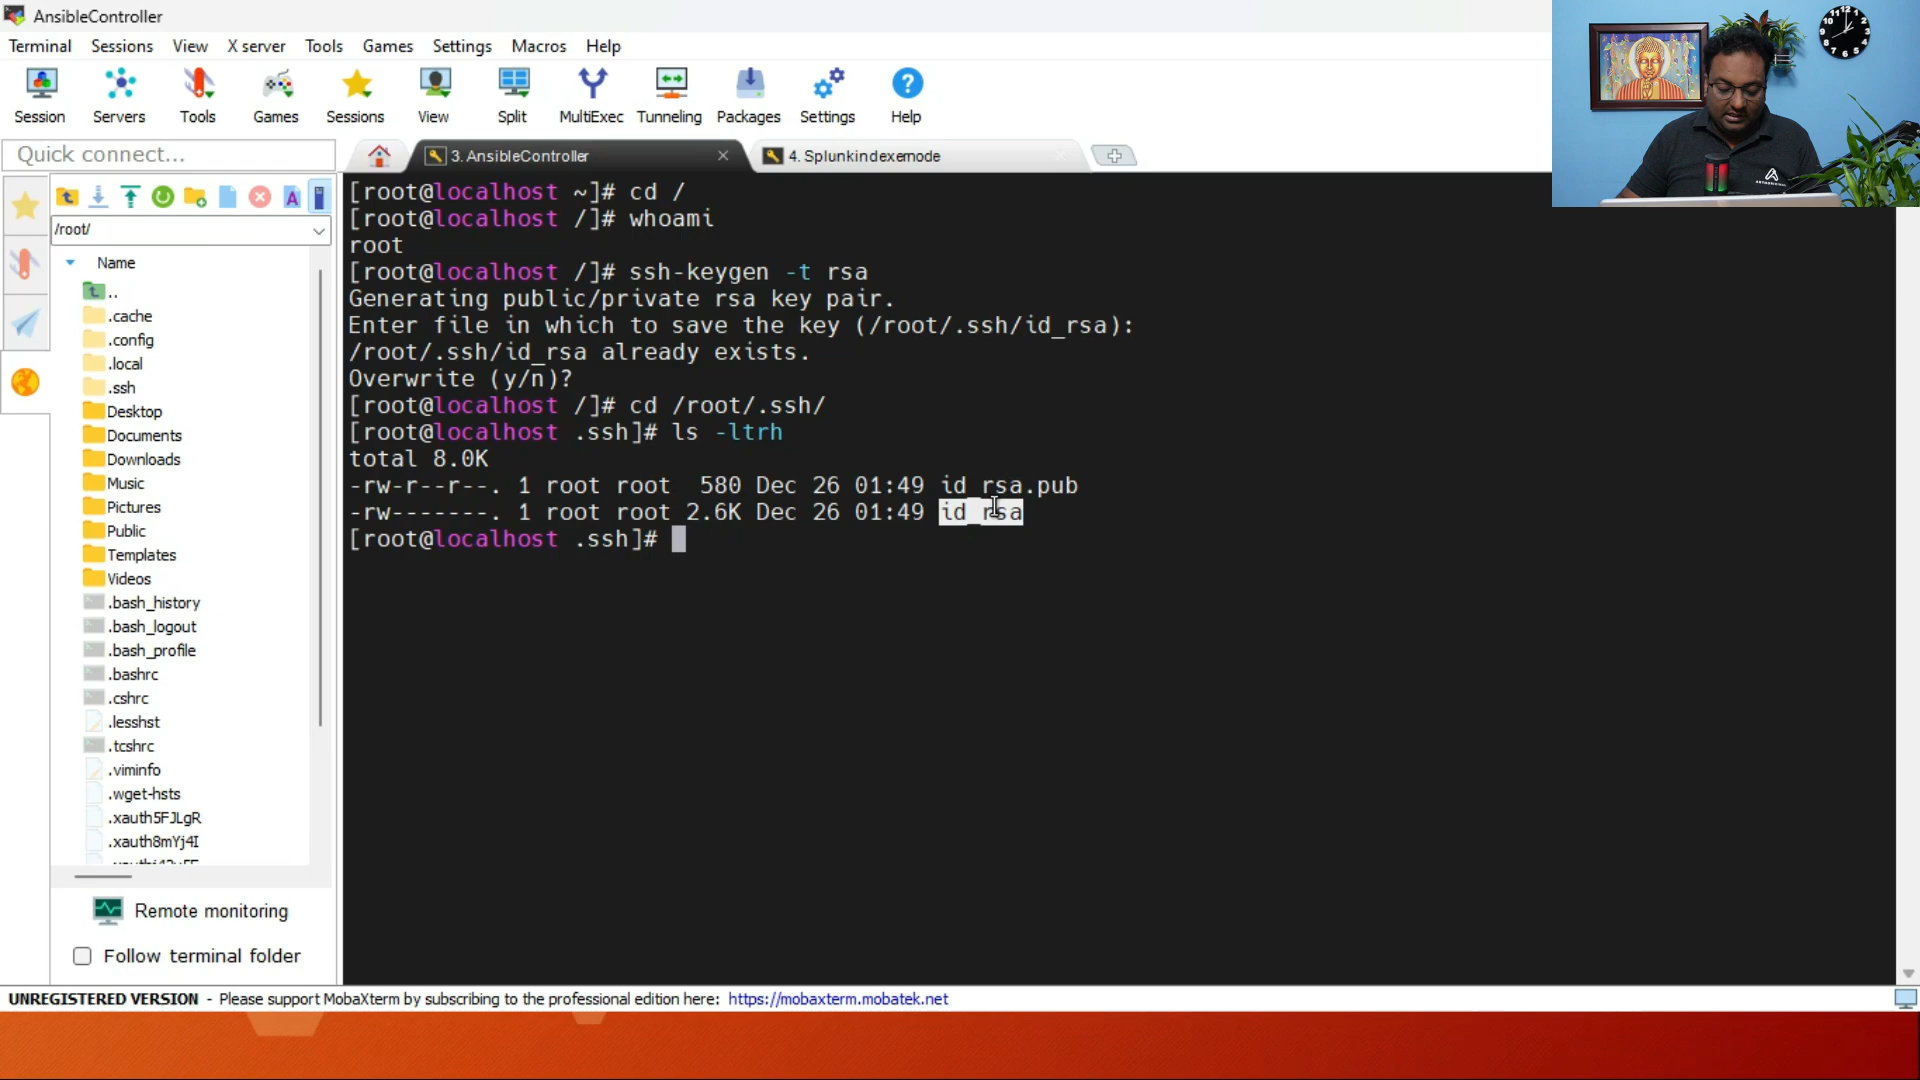 AnsibleController
Terminal Sessions View X server Tools Games Settings Macros Help
Session Servers Tools Games Sessions View Split MultiExec Tunneling Packages Settings Help
Quick connect...
3. AnsibleController
4. Splunkindexemode
/root/
Name
..
.cache
.config
.local
.ssh
Desktop
Documents
Downloads
Music
Pictures
Public
Templates
Videos
.bash_history
.bash_logout
.bash_profile
.bashrc
.cshrc
.lesshst
.tcshrc
.viminfo
.wget-hsts
.xauth5FJLgR
.xauth8mYj4I
Remote monitoring
Follow terminal folder
[root@localhost ~]# cd /
[root@localhost /]# whoami
root
[root@localhost /]# ssh-keygen -t rsa
Generating public/private rsa key pair.
Enter file in which to save the key (/root/.ssh/id_rsa):
/root/.ssh/id_rsa already exists.
Overwrite (y/n)?
[root@localhost /]# cd /root/.ssh/
[root@localhost .ssh]# ls -ltrh
total 8.0K
-rw-r--r--. 1 root root  580 Dec 26 01:49 id_rsa.pub
-rw-------. 1 root root 2.6K Dec 26 01:49 id_rsa
[root@localhost .ssh]#
UNREGISTERED VERSION - Please support MobaXterm by subscribing to the professional edition here: https://mobaxterm.mobatek.net